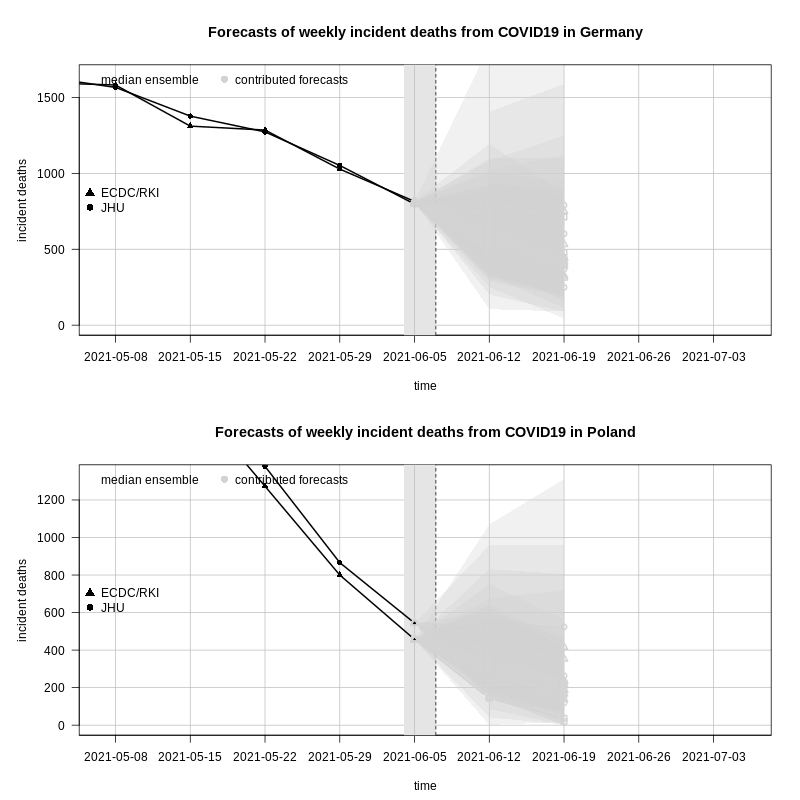 Forecasts of weekly incident deaths from COVID19 in Germany
median ensemble contributed forecasts
1500
1000
500
0
incident deaths
ECDC/RKI
JHU
2021-05-08 2021-05-15 2021-05-22 2021-05-29 2021-06-05 2021-06-12 2021-06-19 2021-06-26 2021-07-03
time
Forecasts of weekly incident deaths from COVID19 in Poland
median ensemble contributed forecasts
1200
1000
800
600
400
200
0
incident deaths
ECDC/RKI
JHU
2021-05-08 2021-05-15 2021-05-22 2021-05-29 2021-06-05 2021-06-12 2021-06-19 2021-06-26 2021-07-03
time